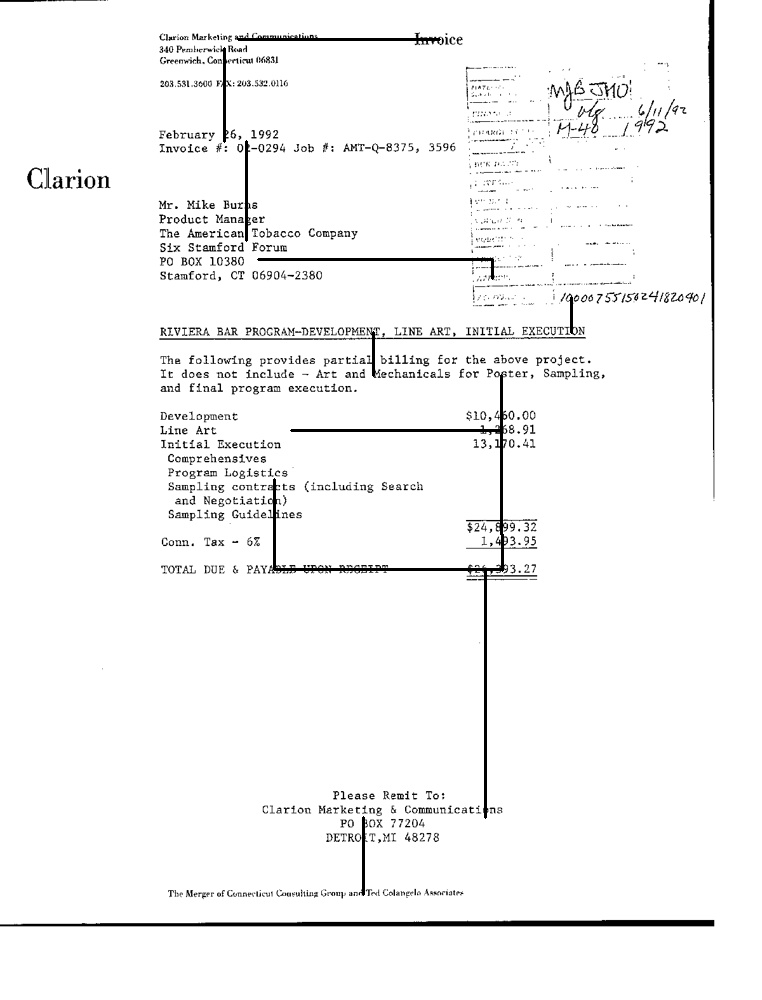 Clarion Marketing and Communications
Invoice
340 Pemberwick Road
Greenwich, Connecticut 06831
203.531.3600 FAX: 203.532.0116
MJB JMO
6/11/92
M-48 1992
February 26, 1992
Invoice #: 02-0294 Job #: AMT-Q-8375, 3596
Clarion
Mr. Mike Burns
Product Manager
The American Tobacco Company
Six Stamford Forum
PO BOX 10380
Stamford, CT 06904-2380
RIVIERA BAR PROGRAM-DEVELOPMENT, LINE ART, INITIAL EXECUTION
The following provides partial billing for the above project.
It does not include - Art and Mechanicals for Poster, Sampling,
and final program execution.
Development $10,460.00
Line Art 1,268.91
Initial Execution 13,170.41
Comprehensives
Program Logistics
Sampling contracts (including Search
and Negotiation)
Sampling Guidelines
$24,899.32
Conn. Tax - 6% 1,493.95
TOTAL DUE & PAYABLE UPON RECEIPT $26,393.27
Please Remit To:
Clarion Marketing & Communications
PO BOX 77204
DETROIT,MI 48278
The Merger of Connecticut Consulting Group and Ted Colangelo Associates